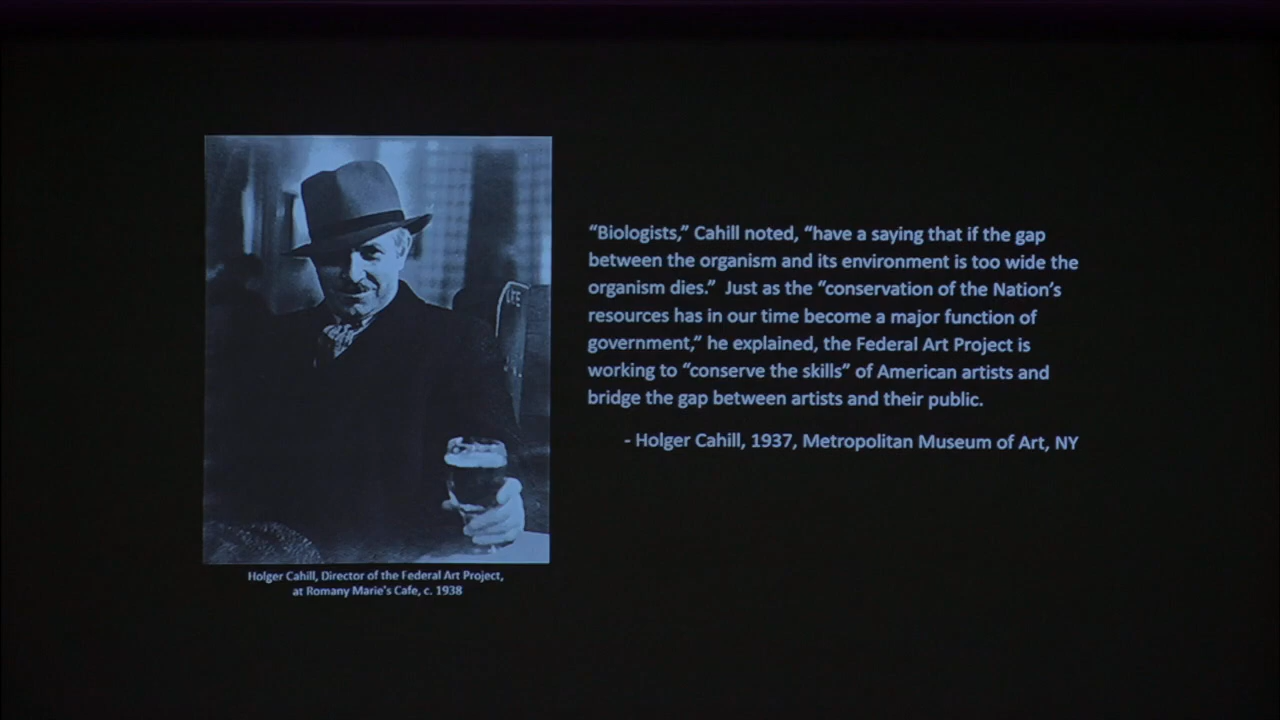 “Biologists,” Cahill noted, “have a saying that if the gap
between the organism and its environment is too wide the
organism dies.”  Just as the “conservation of the Nation’s
resources has in our time become a major function of
government,” he explained, the Federal Art Project is
working to “conserve the skills” of American artists and
bridge the gap between artists and their public.
- Holger Cahill, 1937, Metropolitan Museum of Art, NY
Holger Cahill, Director of the Federal Art Project,
at Romany Marie's Cafe, c. 1938